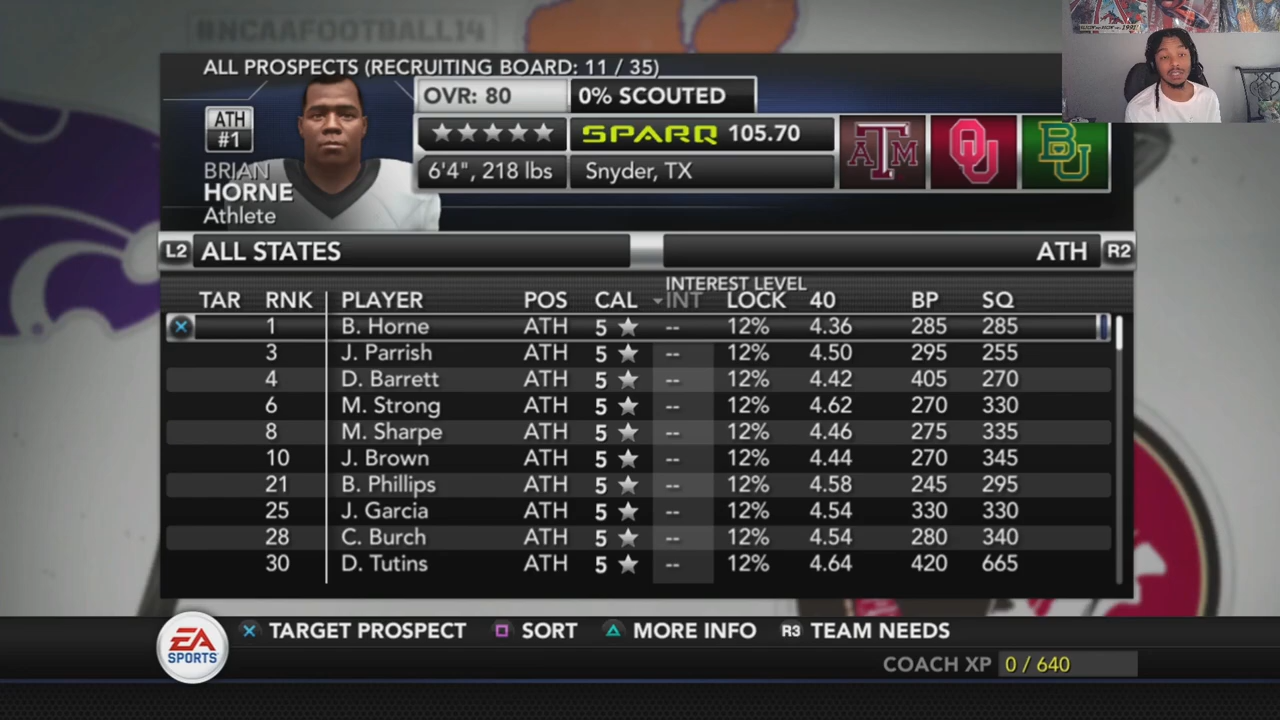 #NCAAFOOTBALL14
ALL PROSPECTS (RECRUITING BOARD: 11 / 35)
ATH
#1
OVR: 80
0% SCOUTED
SPARQ 105.70
6'4", 218 lbs
Snyder, TX
ATM
OU
BU
BRIAN
HORNE
Athlete
L2 ALL STATES
ATH R2
INTEREST LEVEL
TAR RNK PLAYER POS CAL INT LOCK 40 BP SQ
1 B. Horne ATH 5 -- 12% 4.36 285 285
3 J. Parrish ATH 5 -- 12% 4.50 295 255
4 D. Barrett ATH 5 -- 12% 4.42 405 270
6 M. Strong ATH 5 -- 12% 4.62 270 330
8 M. Sharpe ATH 5 -- 12% 4.46 275 335
10 J. Brown ATH 5 -- 12% 4.44 270 345
21 B. Phillips ATH 5 -- 12% 4.58 245 295
25 J. Garcia ATH 5 -- 12% 4.54 330 330
28 C. Burch ATH 5 -- 12% 4.54 280 340
30 D. Tutins ATH 5 -- 12% 4.64 420 665
EA
SPORTS
TARGET PROSPECT SORT MORE INFO R3 TEAM NEEDS
COACH XP 0 / 640